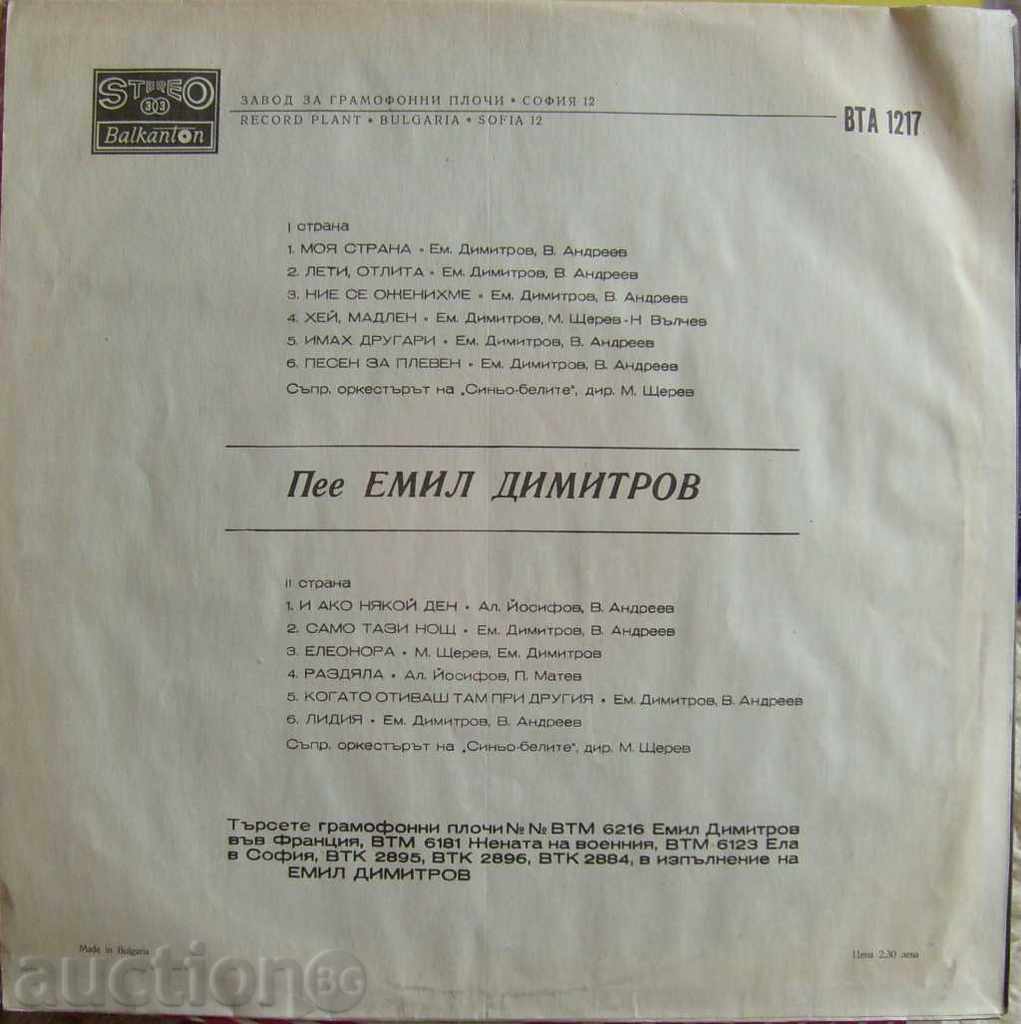 STEREO
33
Balkanton
ЗАВОД ЗА ГРАМОФОННИ ПЛОЧИ • СОФИЯ 12
RECORD PLANT • BULGARIA • SOFIA 12
ВТА 1217
I страна
1. МОЯ СТРАНА • Ем. Димитров, В. Андреев
2. ЛЕТИ, ОТЛИТА • Ем. Димитров, В. Андреев
3. НИЕ СЕ ОЖЕНИХМЕ • Ем. Димитров, В. Андреев
4. ХЕЙ, МАДЛЕН • Ем. Димитров, М. Щерев-Н Вълчев
5. ИМАХ ДРУГАРИ • Ем. Димитров, В. Андреев
6. ПЕСЕН ЗА ПЛЕВЕН • Ем. Димитров, В. Андреев
Съпр. оркестърът на „Синьо-белите“, дир. М. Щерев
Пее ЕМИЛ ДИМИТРОВ
II страна
1. И АКО НЯКОЙ ДЕН • Ал. Йосифов, В. Андреев
2. САМО ТАЗИ НОЩ • Ем. Димитров, В. Андреев
3. ЕЛЕОНОРА • М. Щерев, Ем. Димитров
4. РАЗДЯЛА • Ал. Йосифов, П. Матев
5. КОГАТО ОТИВАШ ТАМ ПРИ ДРУГИЯ • Ем. Димитров, В. Андреев
6. ЛИДИЯ • Ем. Димитров, В. Андреев
Съпр. оркестърът на „Синьо-белите“, дир. М. Щерев
Търсете грамофонни плочи № № ВТМ 6216 Емил Димитров
във Франция, ВТМ 6181 Жената на военния, ВТМ 6123 Ела
в София, ВТК 2895, ВТК 2896, ВТК 2884, в изпълнение на
ЕМИЛ ДИМИТРОВ
Made in Bulgaria
Цена 2,30 лева
auction BG